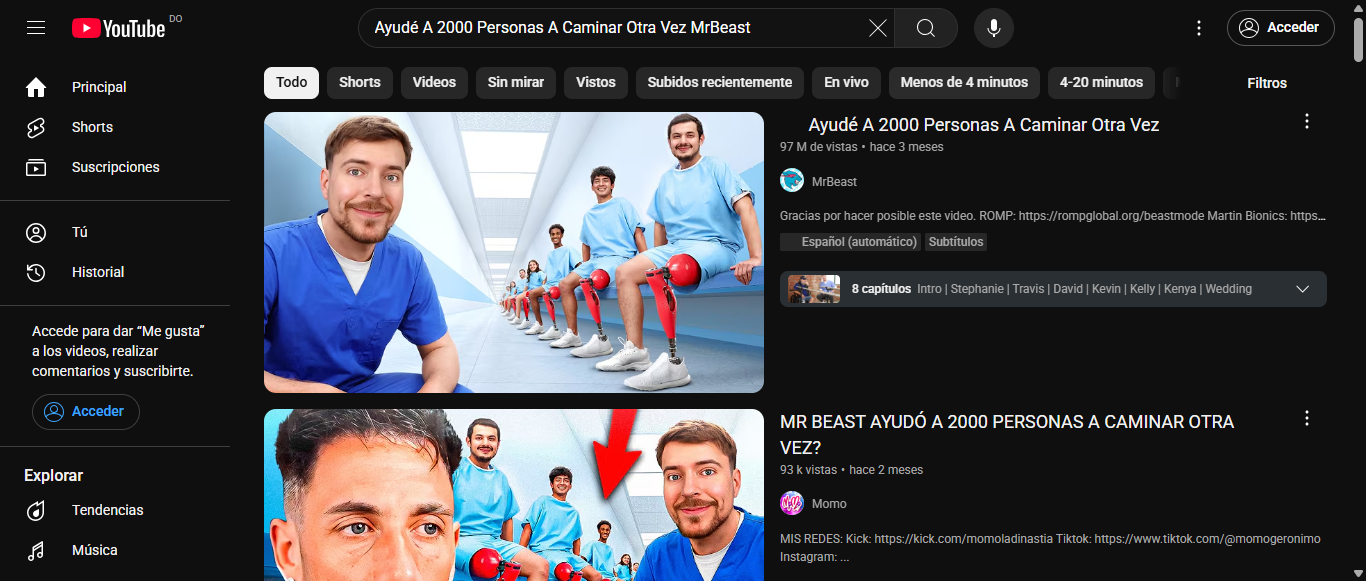 YouTube DO
Ayudé A 2000 Personas A Caminar Otra Vez MrBeast
Acceder
Principal
Shorts
Suscripciones
Tú
Historial
Accede para dar “Me gusta”
a los videos, realizar
comentarios y suscribirte.
Acceder
Explorar
Tendencias
Música
Todo
Shorts
Videos
Sin mirar
Vistos
Subidos recientemente
En vivo
Menos de 4 minutos
4-20 minutos
Filtros
Ayudé A 2000 Personas A Caminar Otra Vez
97 M de vistas • hace 3 meses
MrBeast
Gracias por hacer posible este video. ROMP: https://rompglobal.org/beastmode Martin Bionics: https...
Español (automático) Subtítulos
8 capítulos Intro | Stephanie | Travis | David | Kevin | Kelly | Kenya | Wedding
MR BEAST AYUDÓ A 2000 PERSONAS A CAMINAR OTRA
VEZ?
93 k vistas • hace 2 meses
Momo
MIS REDES: Kick: https://kick.com/momoladinastia Tiktok: https://www.tiktok.com/@momogeronimo
Instagram: ...